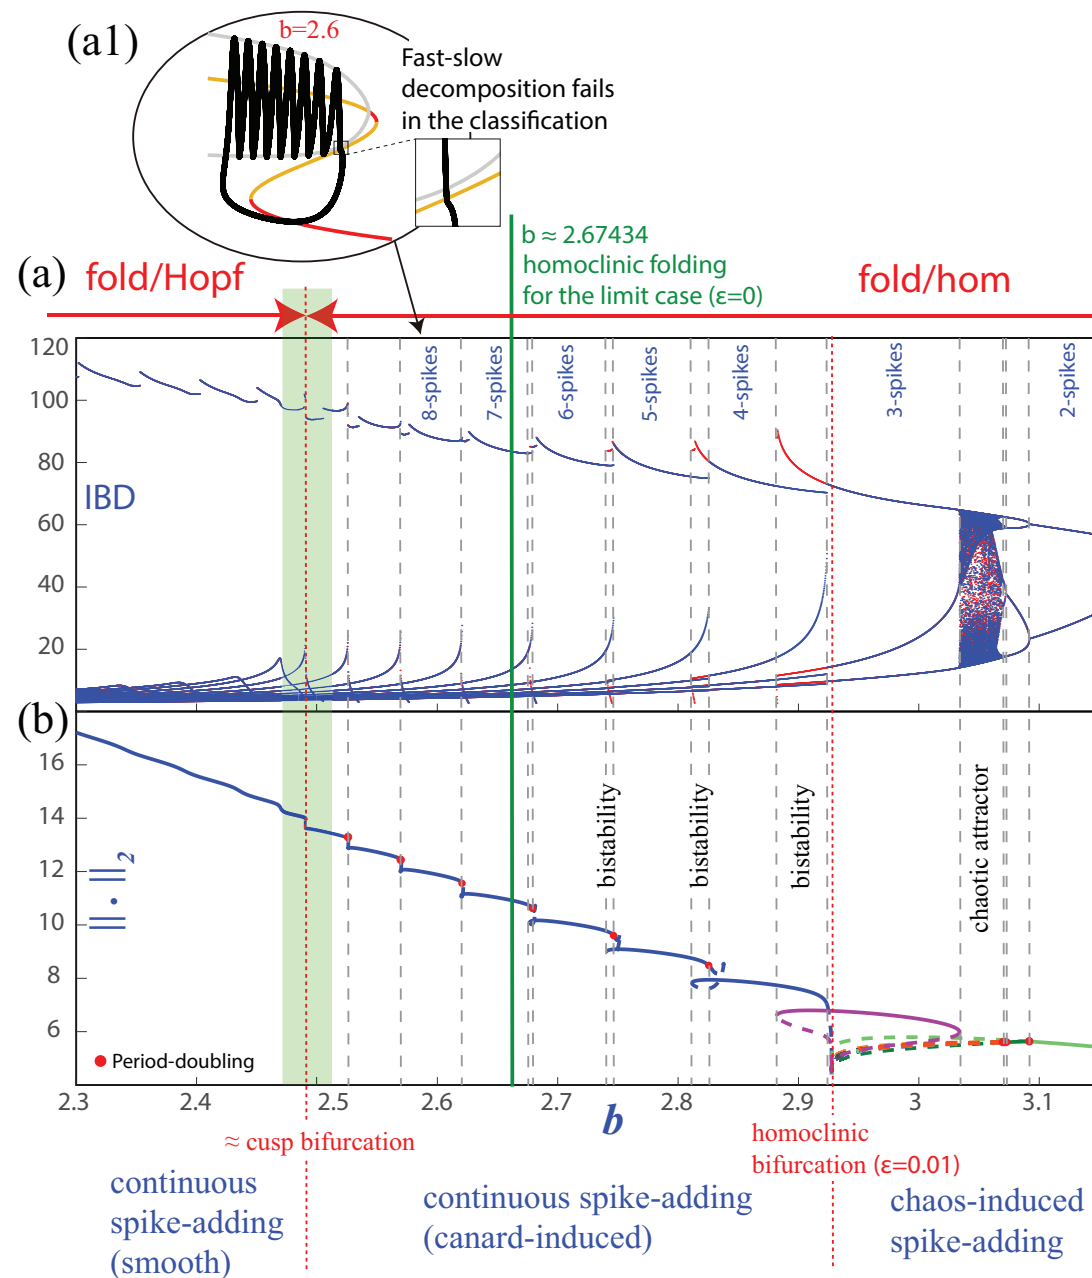 (a1)
b=2.6
Fast-slow
decomposition fails
in the classification
b ≈ 2.67434
homoclinic folding
for the limit case (ε=0)
(a)
fold/Hopf
fold/hom
120
100
80
60
40
20
IBD
8-spikes
7-spikes
6-spikes
5-spikes
4-spikes
3-spikes
2-spikes
(b)
16
14
12
10
8
6
||•||₂
bistability
bistability
bistability
chaotic attractor
Period-doubling
2.3
2.4
2.5
2.6
2.7
2.8
2.9
3
3.1
b
≈ cusp bifurcation
homoclinic
bifurcation (ε=0.01)
continuous
spike-adding
(smooth)
continuous spike-adding
(canard-induced)
chaos-induced
spike-adding